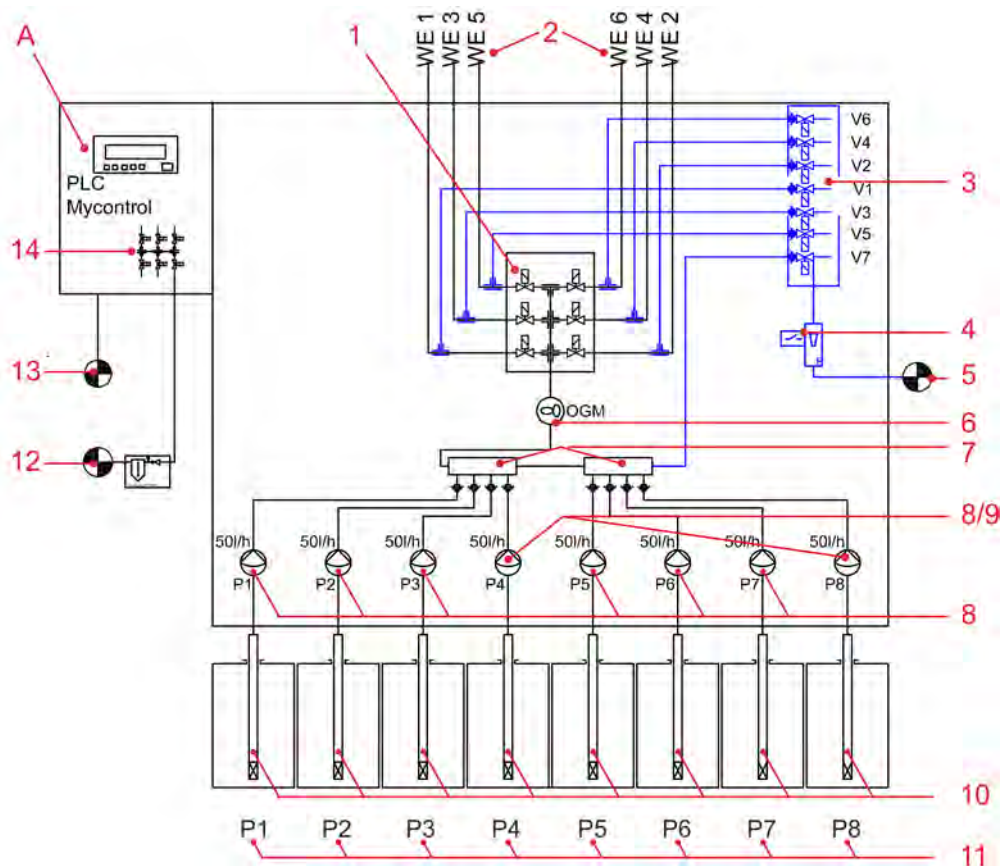 A
1
WE 1
WE 3
WE 5
2
WE 6
WE 4
WE 2
PLC
Mycontrol
V6
V4
V2
V1
V3
V5
V7
3
14
4
13
5
OGM
6
7
12
8/9
50l/h
50l/h
50l/h
50l/h
50l/h
50l/h
50l/h
50l/h
P1
P2
P3
P4
P5
P6
P7
P8
8
10
P1
P2
P3
P4
P5
P6
P7
P8
11